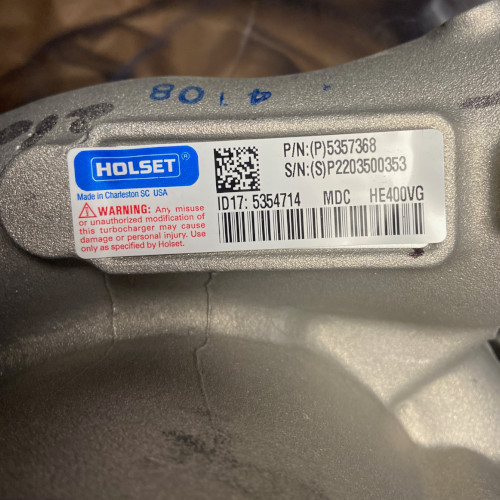 4108
HOLSET®
Made in Charleston SC USA
WARNING: Any misuse
or unauthorized modification of
this turbocharger may cause
damage or personal injury. Use
only as specified by Holset.
P/N:(P)5357368
S/N:(S)P2203500353
ID17: 5354714 MDC HE400VG